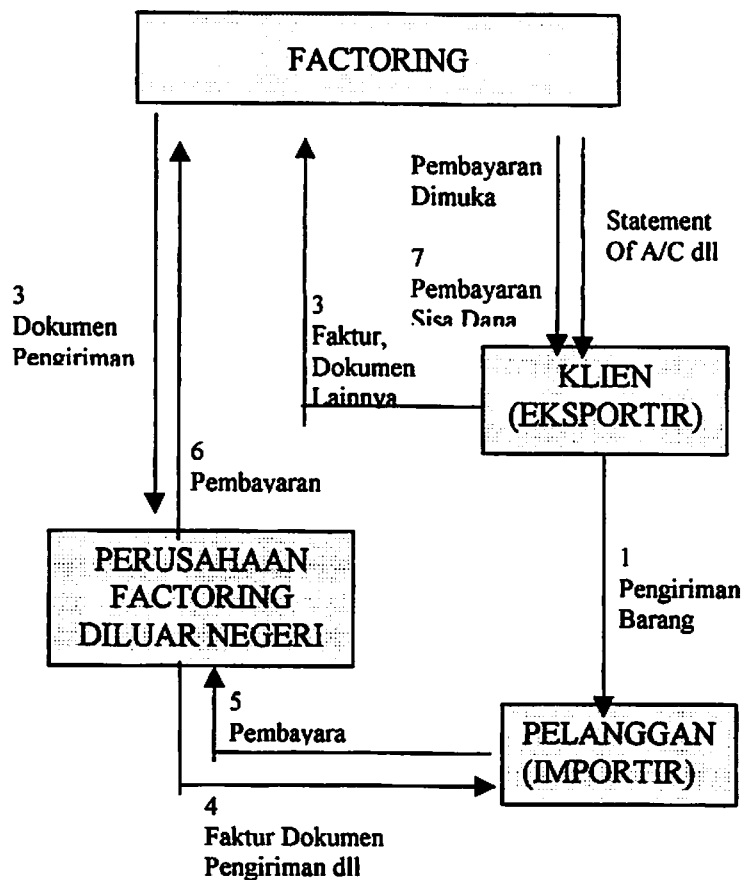 FACTORING
Pembayaran
Dimuka
Statement
Of A/C dll
7
Pembayaran
Sisa Dana
3
Dokumen
Pengiriman
3
Faktur,
Dokumen
Lainnya
KLIEN
(EKSPORTIR)
6
Pembayaran
PERUSAHAAN
FACTORING
DILUAR NEGERI
1
Pengiriman
Barang
5
Pembayara
PELANGGAN
(IMPORTIR)
4
Faktur Dokumen
Pengiriman dll